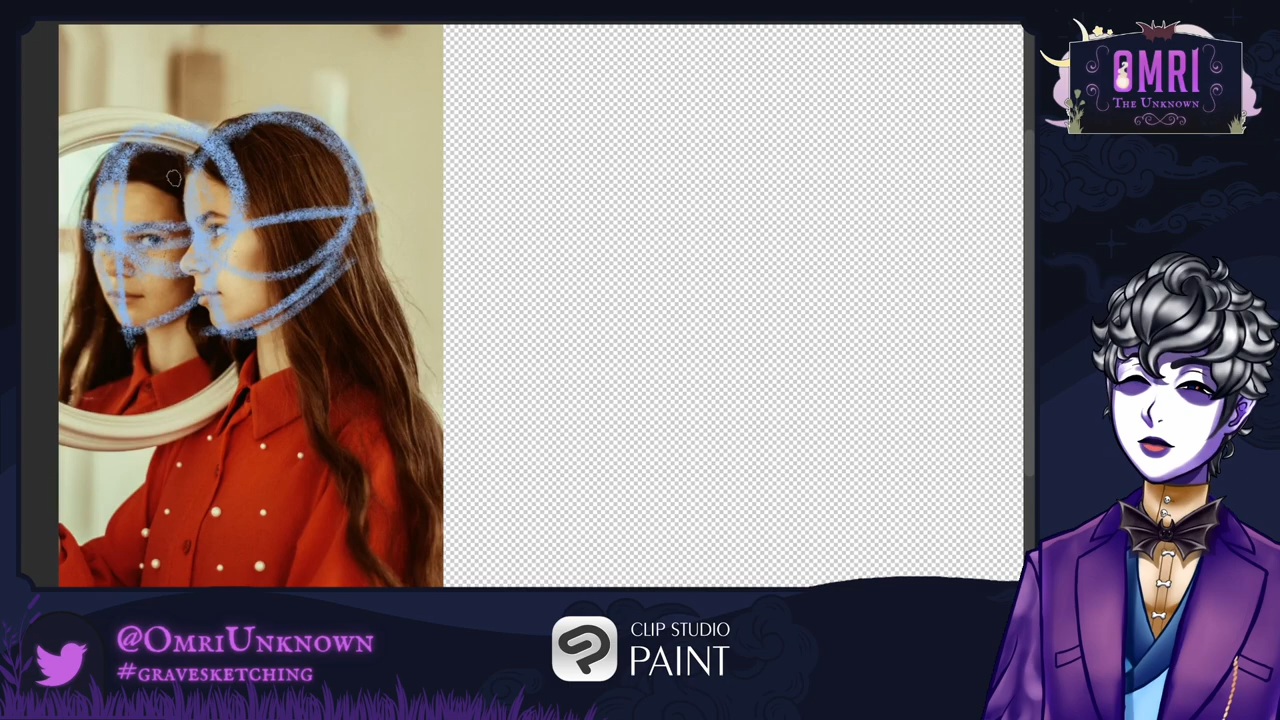 OMRI
The Unknown
@OmriUnknown
#gravesketching
CLIP STUDIO
PAINT